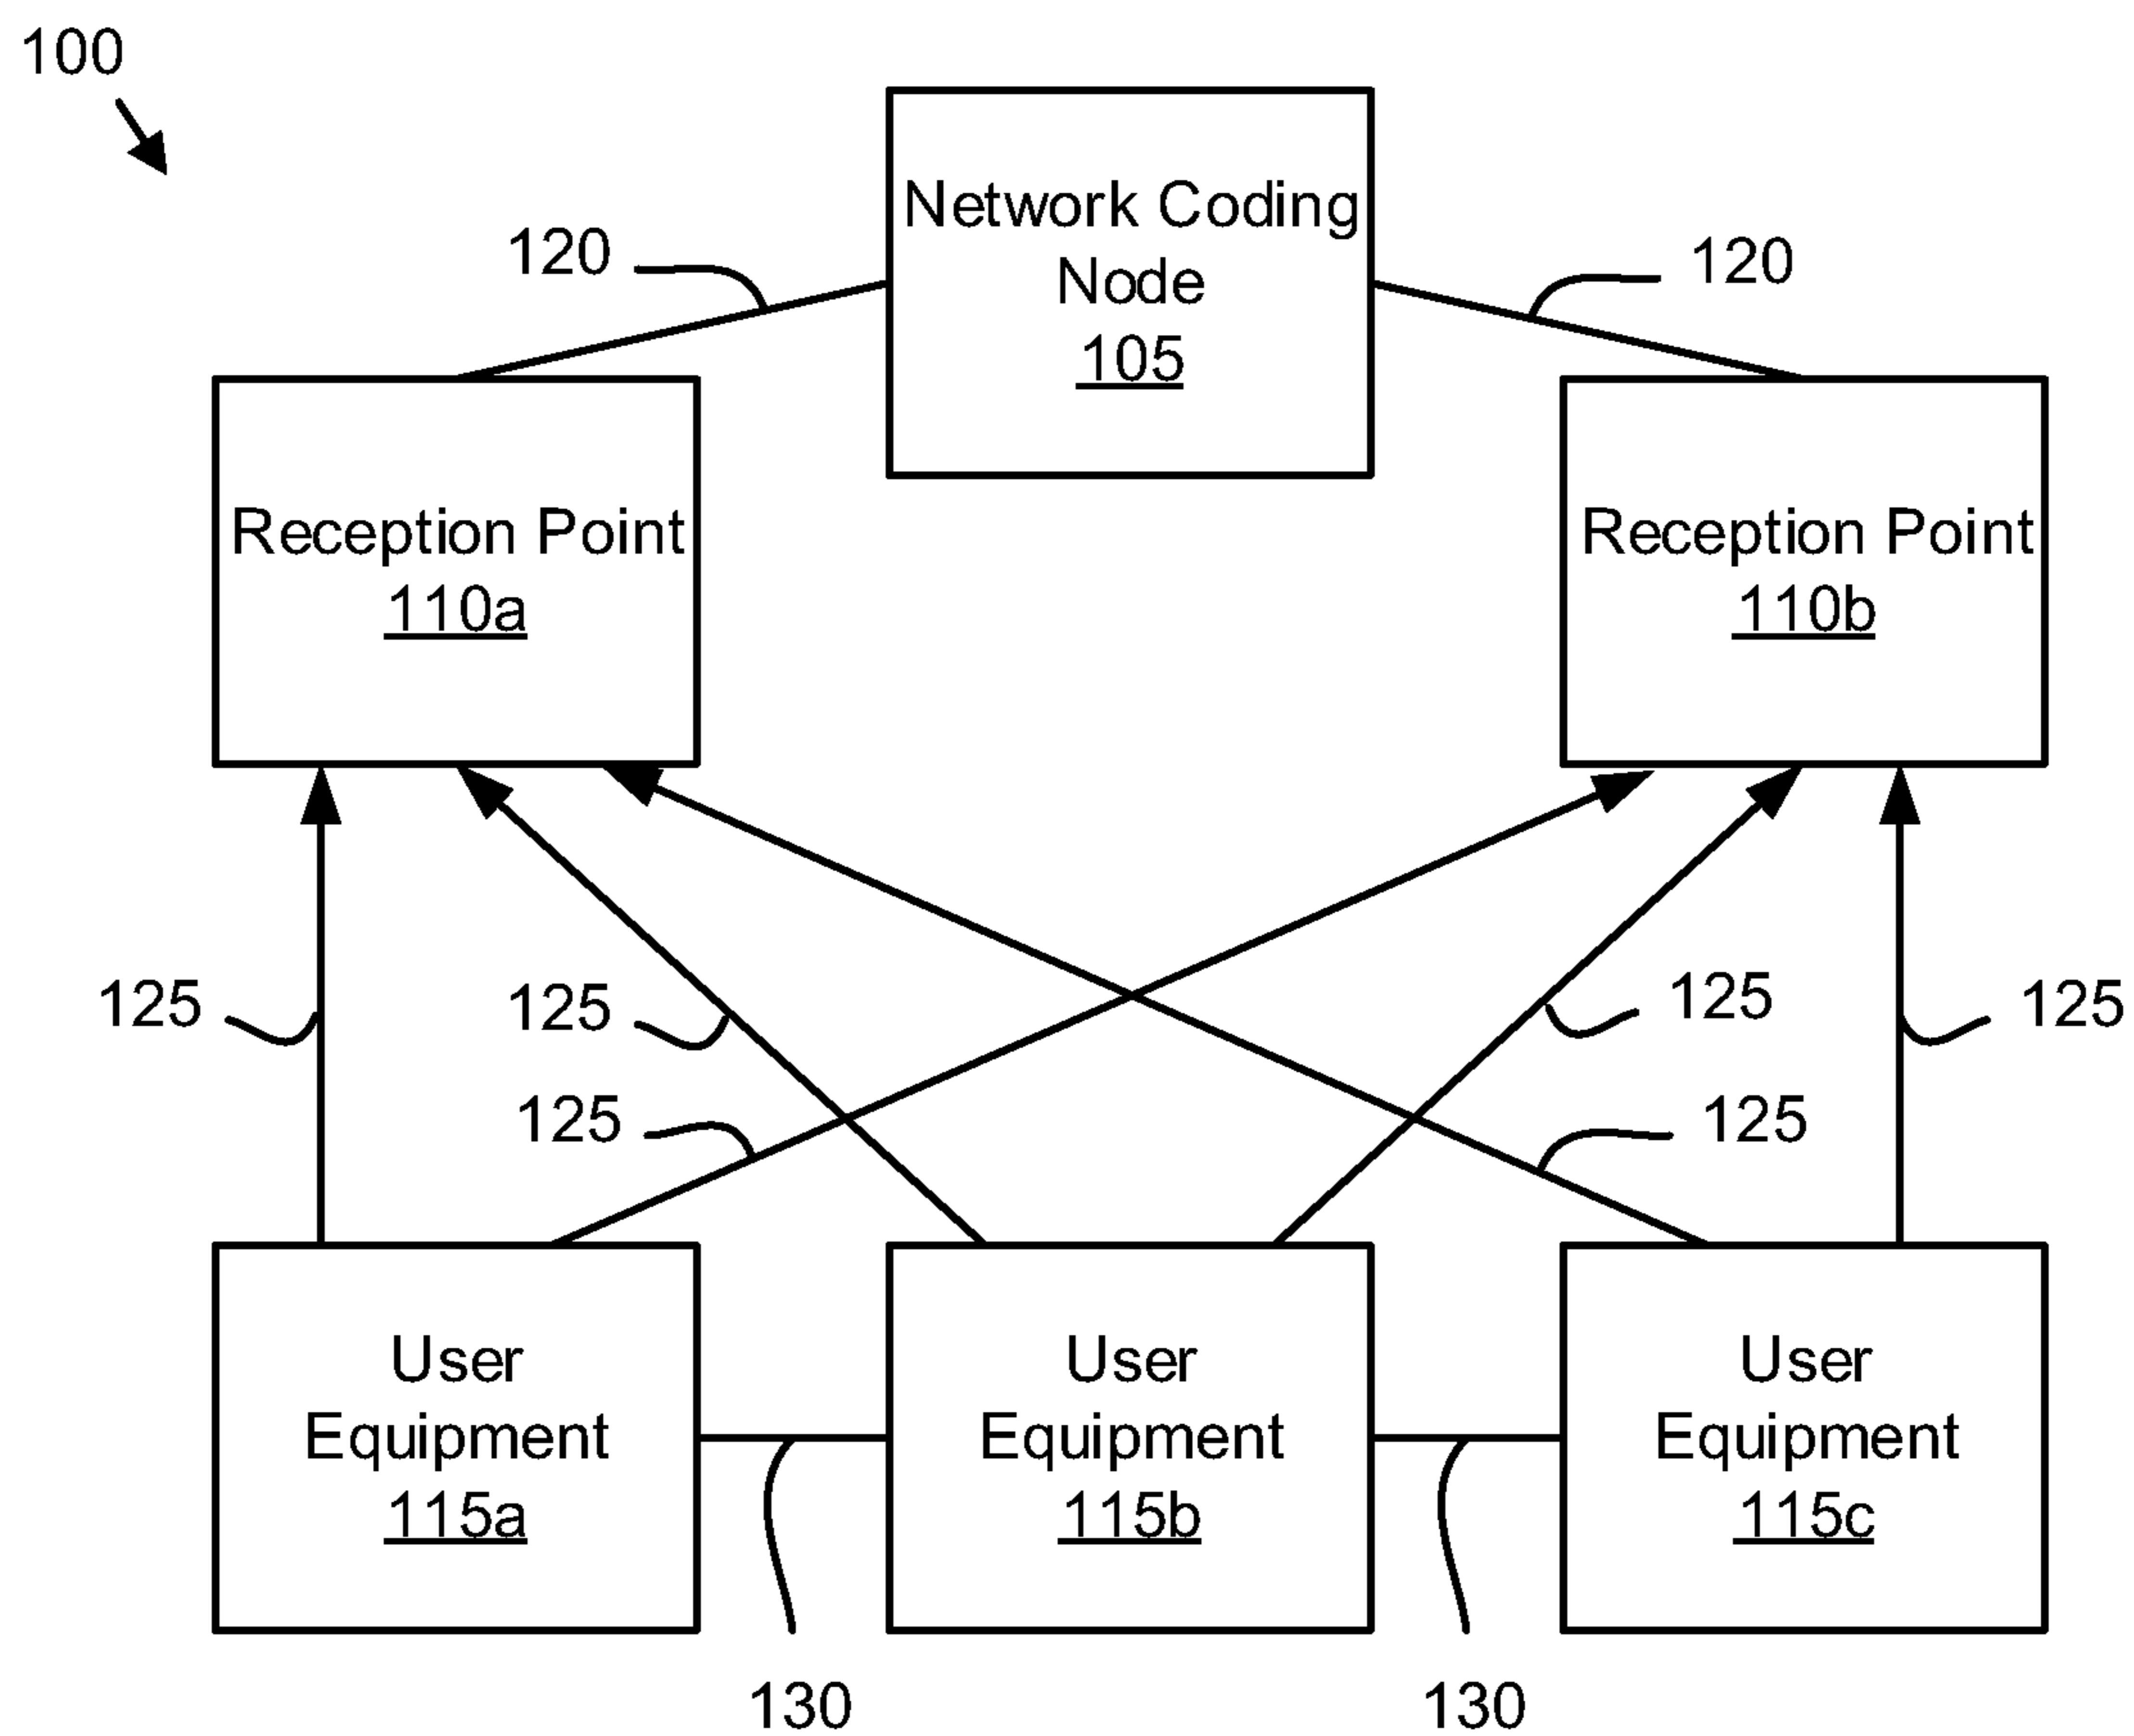 100
Network Coding
Node
105
120
120
Reception Point
110a
Reception Point
110b
125
125
125
125
125
125
User
Equipment
115a
User
Equipment
115b
User
Equipment
115c
130
130